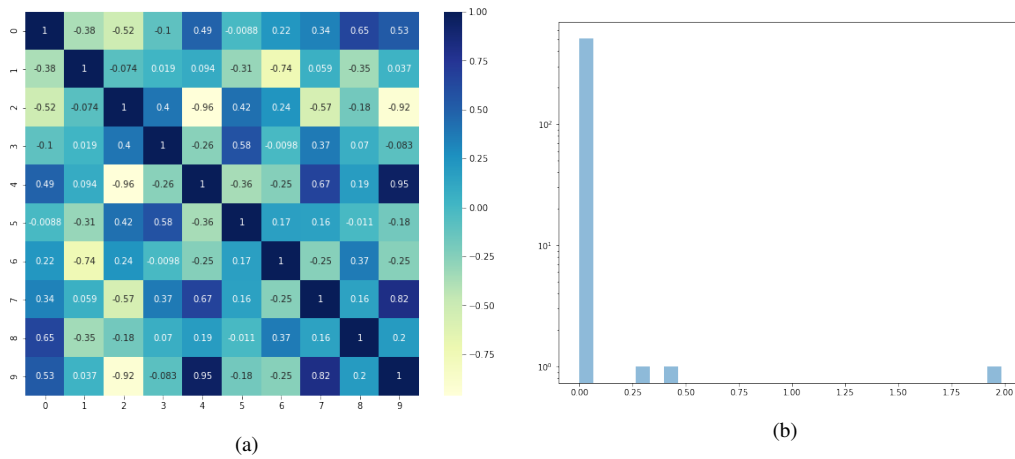 0 1 -0.38 -0.52 -0.1 0.49 -0.0088 0.22 0.34 0.65 0.53
1 -0.38 1 -0.074 0.019 0.094 -0.31 -0.74 0.059 -0.35 0.037
2 -0.52 -0.074 1 0.4 -0.96 0.42 0.24 -0.57 -0.18 -0.92
3 -0.1 0.019 0.4 1 -0.26 0.58 -0.0098 0.37 0.07 -0.083
4 0.49 0.094 -0.96 -0.26 1 -0.36 -0.25 0.67 0.19 0.95
5 -0.0088 -0.31 0.42 0.58 -0.36 1 0.17 0.16 -0.011 -0.18
6 0.22 -0.74 0.24 -0.0098 -0.25 0.17 1 -0.25 0.37 -0.25
7 0.34 0.059 -0.57 0.37 0.67 0.16 -0.25 1 0.16 0.82
8 0.65 -0.35 -0.18 0.07 0.19 -0.011 0.37 0.16 1 0.2
9 0.53 0.037 -0.92 -0.083 0.95 -0.18 -0.25 0.82 0.2 1
0 1 2 3 4 5 6 7 8 9
1.00
0.75
0.50
0.25
0.00
−0.25
−0.50
−0.75
(a)
10²
10¹
10⁰
0.00 0.25 0.50 0.75 1.00 1.25 1.50 1.75 2.00
(b)